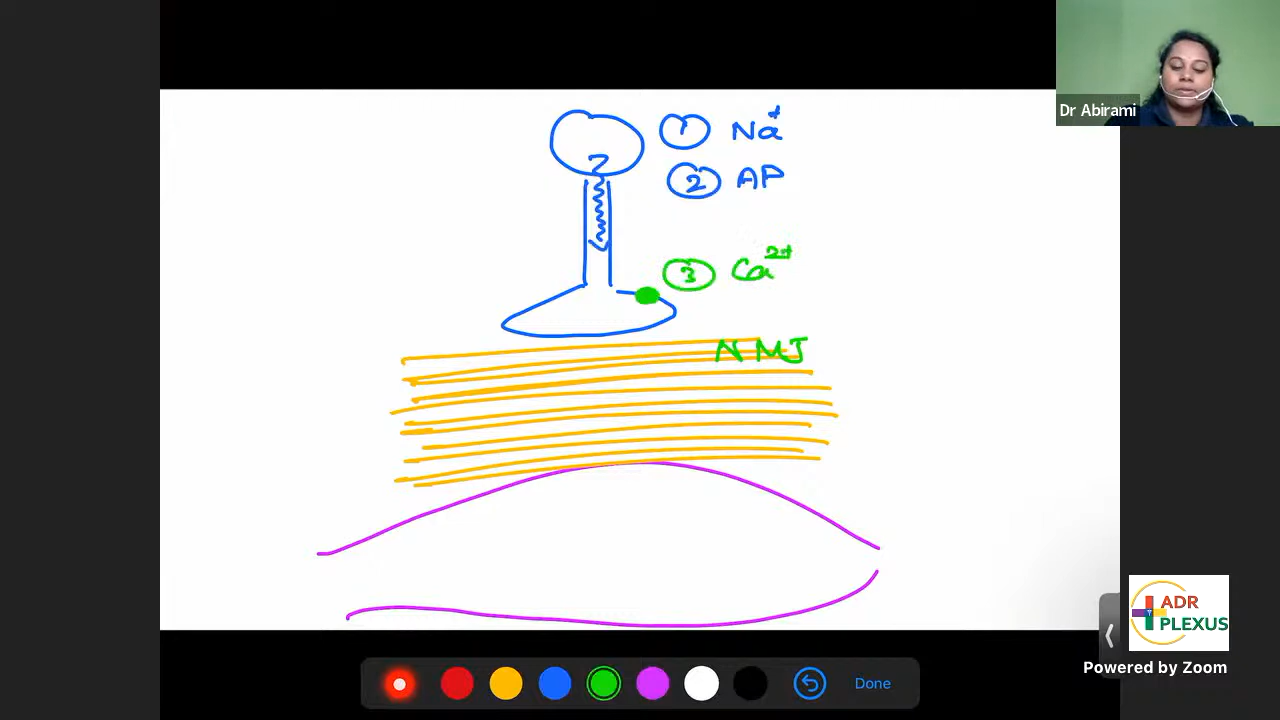 Dr Abirami
1 Na+
2 AP
3 Ca2+
NMJ
ADR
PLEXUS
Powered by Zoom
Done